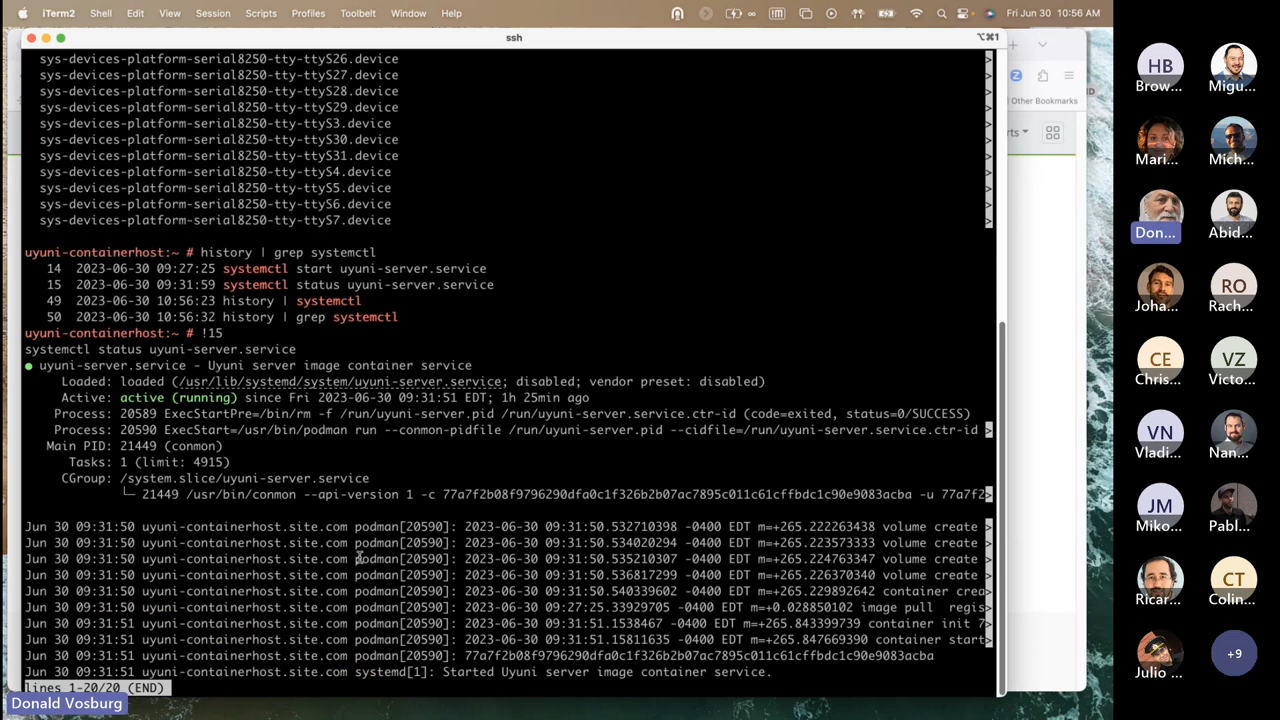 iTerm2 Shell Edit View Session Scripts Profiles Toolbelt Window Help Fri Jun 30 10:56 AM
ssh
⌥⌘1
sys-devices-platform-serial8250-tty-ttyS26.device >
sys-devices-platform-serial8250-tty-ttyS27.device >
sys-devices-platform-serial8250-tty-ttyS28.device >
sys-devices-platform-serial8250-tty-ttyS29.device >
sys-devices-platform-serial8250-tty-ttyS3.device >
sys-devices-platform-serial8250-tty-ttyS30.device >
sys-devices-platform-serial8250-tty-ttyS31.device >
sys-devices-platform-serial8250-tty-ttyS4.device >
sys-devices-platform-serial8250-tty-ttyS5.device >
sys-devices-platform-serial8250-tty-ttyS6.device >
sys-devices-platform-serial8250-tty-ttyS7.device >
uyuni-containerhost:~ # history | grep systemctl
14 2023-06-30 09:27:25 systemctl start uyuni-server.service
15 2023-06-30 09:31:59 systemctl status uyuni-server.service
49 2023-06-30 10:56:23 history | systemctl
50 2023-06-30 10:56:32 history | grep systemctl
uyuni-containerhost:~ # !15
systemctl status uyuni-server.service
● uyuni-server.service - Uyuni server image container service
Loaded: loaded (/usr/lib/systemd/system/uyuni-server.service; disabled; vendor preset: disabled)
Active: active (running) since Fri 2023-06-30 09:31:51 EDT; 1h 25min ago
Process: 20589 ExecStartPre=/bin/rm -f /run/uyuni-server.pid /run/uyuni-server.service.ctr-id (code=exited, status=0/SUCCESS)
Process: 20590 ExecStart=/usr/bin/podman run --conmon-pidfile /run/uyuni-server.pid --cidfile=/run/uyuni-server.service.ctr-id >
Main PID: 21449 (conmon)
Tasks: 1 (limit: 4915)
CGroup: /system.slice/uyuni-server.service
└─ 21449 /usr/bin/conmon --api-version 1 -c 77a7f2b08f9796290dfa0c1f326b2b07ac7895c011c61cffbdc1c90e9083acba -u 77a7f2>
Jun 30 09:31:50 uyuni-containerhost.site.com podman[20590]: 2023-06-30 09:31:50.532710398 -0400 EDT m=+265.222263438 volume create >
Jun 30 09:31:50 uyuni-containerhost.site.com podman[20590]: 2023-06-30 09:31:50.534020294 -0400 EDT m=+265.223573333 volume create >
Jun 30 09:31:50 uyuni-containerhost.site.com podman[20590]: 2023-06-30 09:31:50.535210307 -0400 EDT m=+265.224763347 volume create >
Jun 30 09:31:50 uyuni-containerhost.site.com podman[20590]: 2023-06-30 09:31:50.536817299 -0400 EDT m=+265.226370340 volume create >
Jun 30 09:31:50 uyuni-containerhost.site.com podman[20590]: 2023-06-30 09:31:50.540339602 -0400 EDT m=+265.229892642 container crea>
Jun 30 09:31:50 uyuni-containerhost.site.com podman[20590]: 2023-06-30 09:27:25.33929705 -0400 EDT m=+0.028850102 image pull regis>
Jun 30 09:31:51 uyuni-containerhost.site.com podman[20590]: 2023-06-30 09:31:51.1538467 -0400 EDT m=+265.843399739 container init 7>
Jun 30 09:31:51 uyuni-containerhost.site.com podman[20590]: 2023-06-30 09:31:51.15811635 -0400 EDT m=+265.847669390 container start>
Jun 30 09:31:51 uyuni-containerhost.site.com podman[20590]: 77a7f2b08f9796290dfa0c1f326b2b07ac7895c011c61cffbdc1c90e9083acba
Jun 30 09:31:51 uyuni-containerhost.site.com systemd[1]: Started Uyuni server image container service.
lines 1-20/20 (END)
Donald Vosburg
Other Bookmarks
rts
HB
Brow... Migu...
Mari... Mich...
Don... Abid...
RO
Joha... Rach...
CE VZ
Chris... Victo...
VN
Vladi... Nan...
JM
Miko... Pabl...
CT
Ricar... Colin...
+9
Julio ...